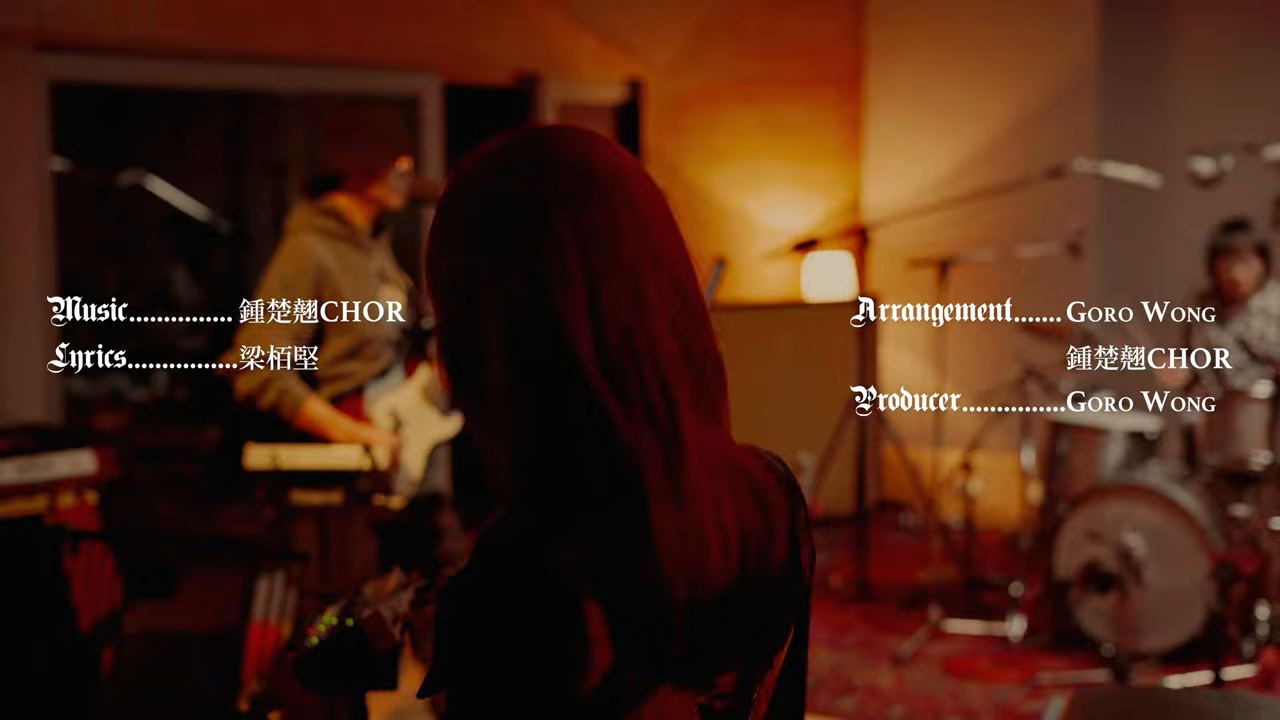 Music............... 鍾楚翹CHOR
Lyrics................梁栢堅
Arrangement....... Goro Wong
鍾楚翹CHOR
Producer...............Goro Wong